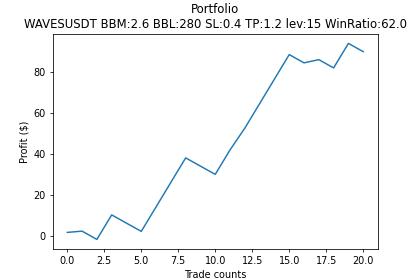 Portfolio
WAVESUSDT BBM:2.6 BBL:280 SL:0.4 TP:1.2 lev:15 WinRatio:62.0
Profit ($)
80
60
40
20
0
0.0 2.5 5.0 7.5 10.0 12.5 15.0 17.5 20.0
Trade counts